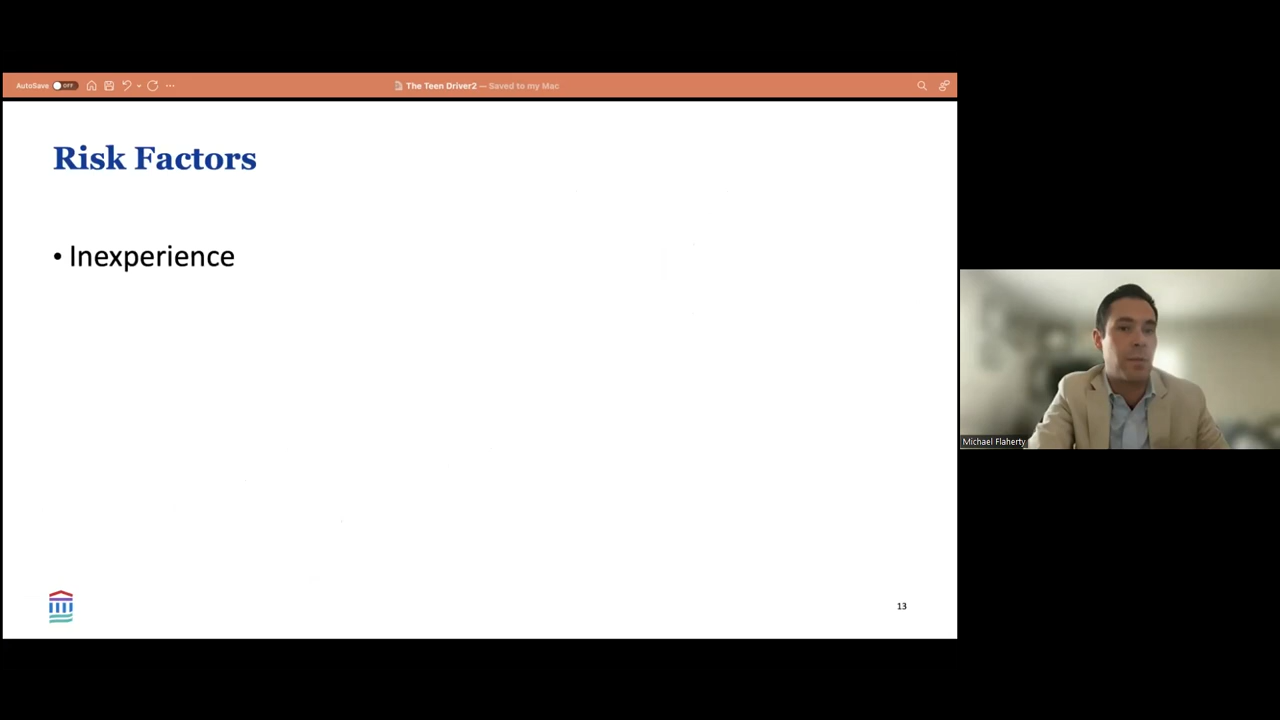 AutoSave OFF
The Teen Driver2 — Saved to my Mac
Risk Factors
• Inexperience
Michael Flaherty
13